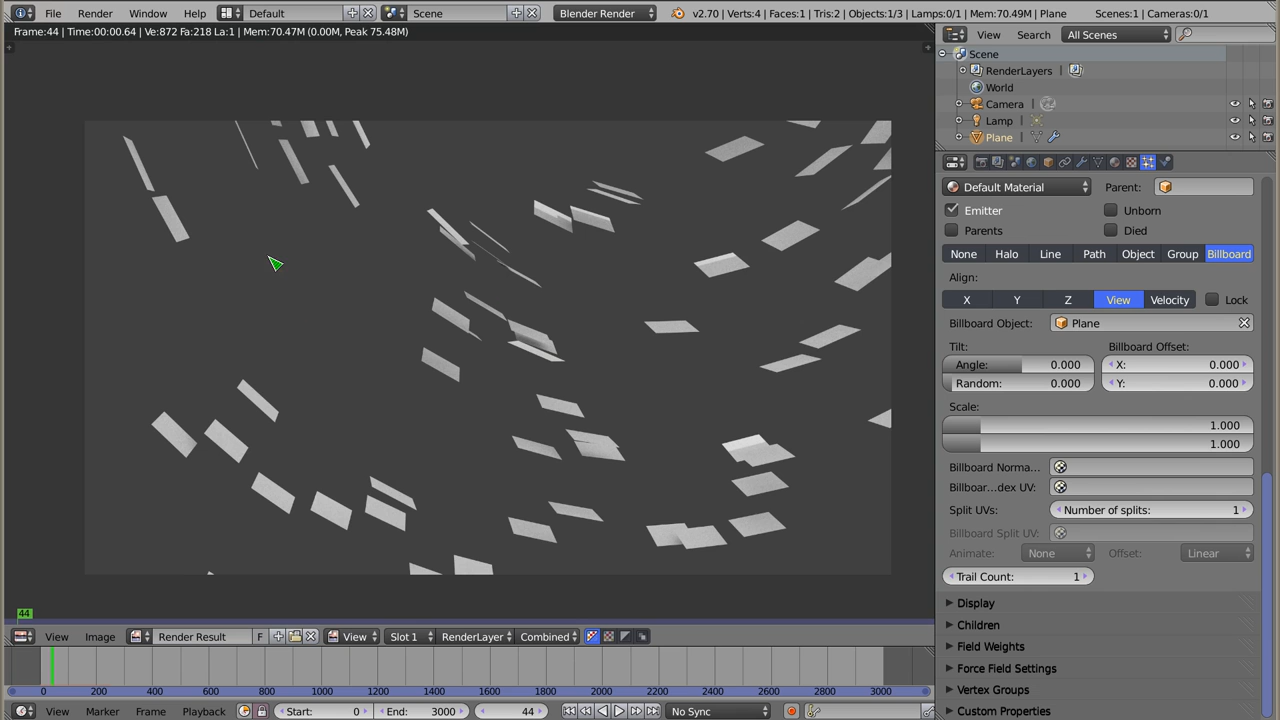 File Render Window Help Default Scene Blender Render v2.70 | Verts:4 | Faces:1 | Tris:2 | Objects:1/3 | Lamps:0/1 | Mem:70.49M | Plane Scenes:1 | Cameras:0/1
Frame:44 | Time:00:00.64 | Ve:872 Fa:218 La:1 | Mem:70.47M (0.00M, Peak 75.48M)
View Search All Scenes
Scene
RenderLayers |
World
Camera |
Lamp |
Plane |
Default Material Parent:
Emitter Unborn
Parents Died
None Halo Line Path Object Group Billboard
Align:
X Y Z View Velocity Lock
Billboard Object: Plane
Tilt: Billboard Offset:
Angle: 0.000 X: 0.000
Random: 0.000 Y: 0.000
Scale:
1.000
1.000
Billboard Norma...
Billboar...dex UV:
Split UVs: Number of splits: 1
Billboard Split UV:
Animate: None Offset: Linear
Trail Count: 1
Display
Children
Field Weights
Force Field Settings
Vertex Groups
Custom Properties
44
View Image Render Result F View Slot 1 RenderLayer Combined
0 200 400 600 800 1000 1200 1400 1600 1800 2000 2200 2400 2600 2800 3000
View Marker Frame Playback Start: 0 End: 3000 44 No Sync